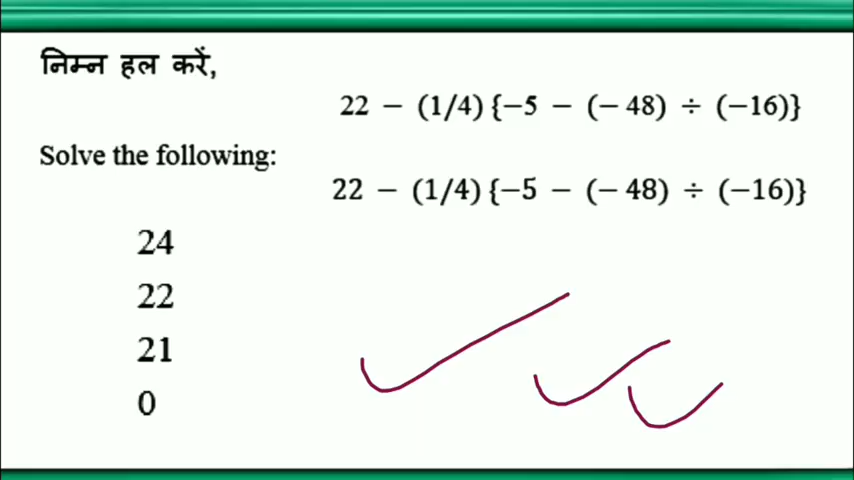 निम्न हल करें,
22 − (1/4) {−5 − (− 48) ÷ (−16)}
Solve the following:
22 − (1/4) {−5 − (− 48) ÷ (−16)}
24
22
21
0